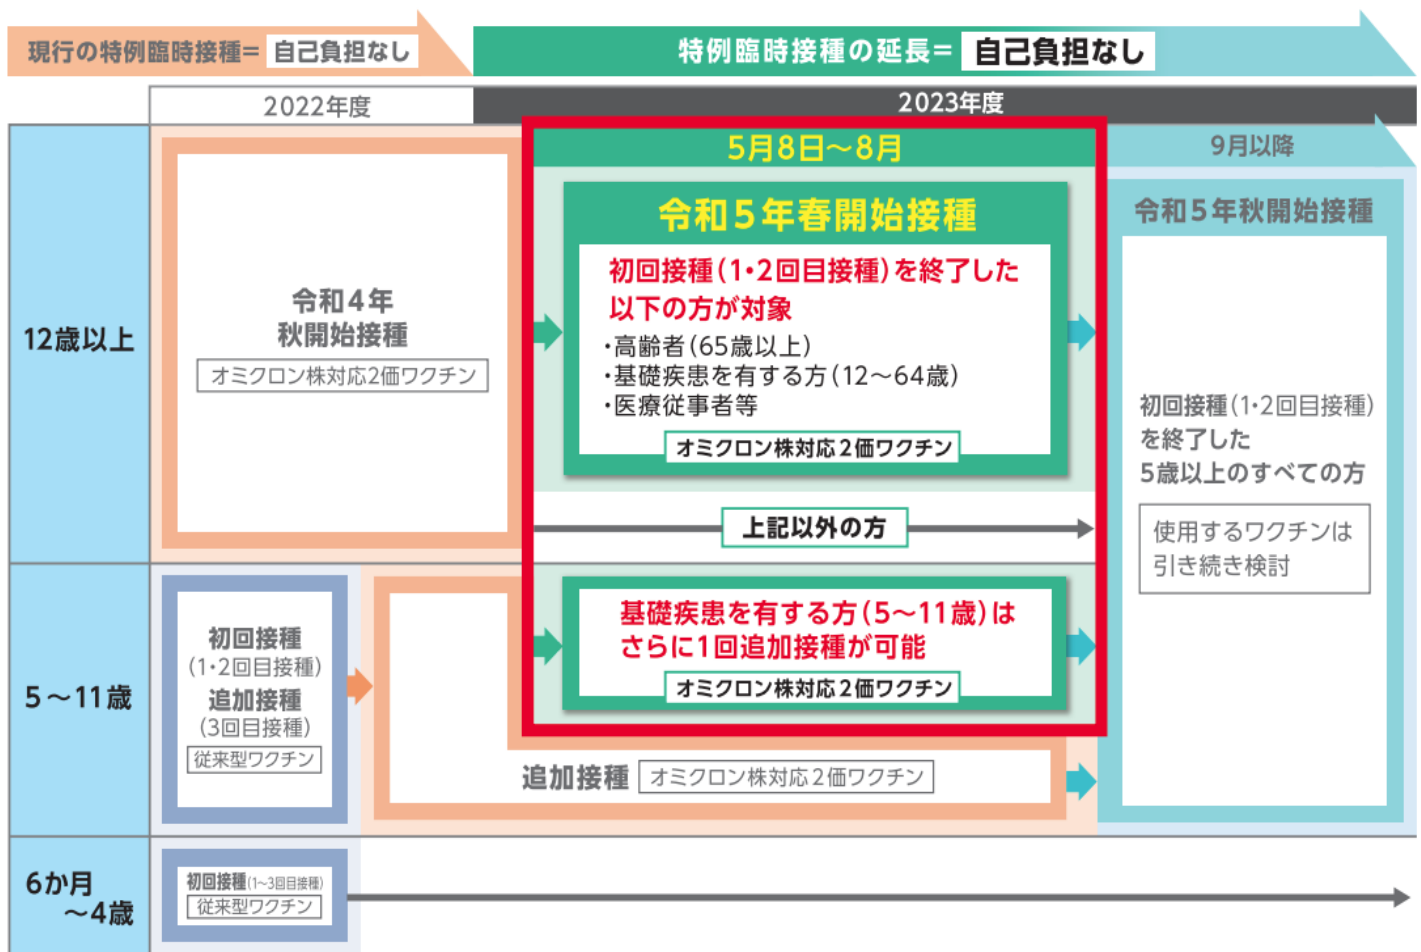 現行の特例臨時接種= 自己負担なし
特例臨時接種の延長= 自己負担なし
2022年度
2023年度
12歳以上
令和4年
秋開始接種
オミクロン株対応2価ワクチン
5月8日～8月
令和5年春開始接種
初回接種(1・2回目接種)を終了した
以下の方が対象
・高齢者(65歳以上)
・基礎疾患を有する方(12～64歳)
・医療従事者等
オミクロン株対応2価ワクチン
上記以外の方
9月以降
令和5年秋開始接種
初回接種(1・2回目接種)
を終了した
5歳以上のすべての方
使用するワクチンは
引き続き検討
5～11歳
初回接種
(1・2回目接種)
追加接種
(3回目接種)
従来型ワクチン
基礎疾患を有する方(5～11歳)は
さらに1回追加接種が可能
オミクロン株対応2価ワクチン
追加接種 オミクロン株対応2価ワクチン
6か月
～4歳
初回接種(1～3回目接種)
従来型ワクチン